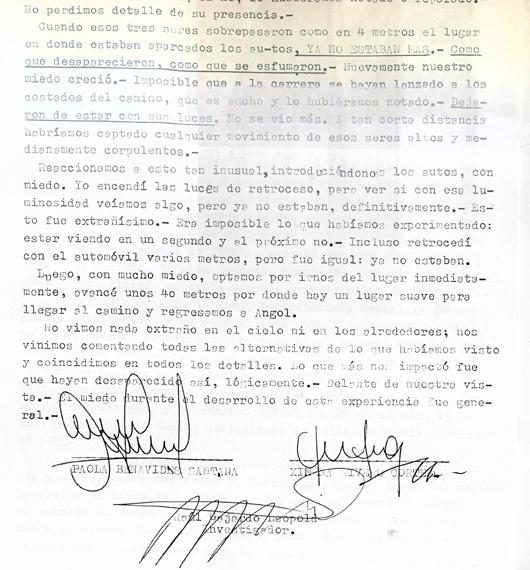 No perdimos detalle de su presencia.-
Cuando esos tres seres sobrepasaron como en 4 metros el lugar
en donde estaban aparcados los au-tos, YA NO ESTABAN MAS.- Como
que desaparecieron, como que se esfumaron.- Nuevamente nuestro
miedo creció.- Imposible que a la carrera se hayan lanzado a los
costados del camino, que es ancho y lo hubiéramos notado.- Deja-
ron de estar con sus luces. No se vió más. A tan corta distancia
habríamos captado cualquier movimiento de esos seres altos y me-
dianamente corpulentos.-
Reaccionamos a esto tan inusual, introduciéndonos los autos, con
miedo. Yo encendí las luces de retroceso, para ver si con esa lu-
minosidad veíamos algo, pero ya no estaban, definitivamente.- Es-
to fue extrañísimo.- Era imposible lo que habíamos experimentado:
estar viendo en un segundo y al próximo no.- Incluso retrocedí
con el automóvil varios metros, pero fue igual: ya no estaban.
Luego, con mucho miedo, optamos por irnos del lugar inmediata-
mente, avancé unos 40 metros por donde hay un lugar suave para
llegar al camino y regresamos a Angol.
No vimos nada extraño en el cielo ni en los alrededores; nos
vinimos comentando todas las alternativas de lo que habíamos visto
y coincidimos en todos los detalles. Lo que más nos impactó fue
que hayan desaparecido así, lógicamente.- Delante de nuestra vis-
ta.- El miedo durante el desarrollo de esta experiencia fue gene-
ral.-
PAOLA BENAVIDES SANTANA
Raúl Gajardo Leopold
Investigador.